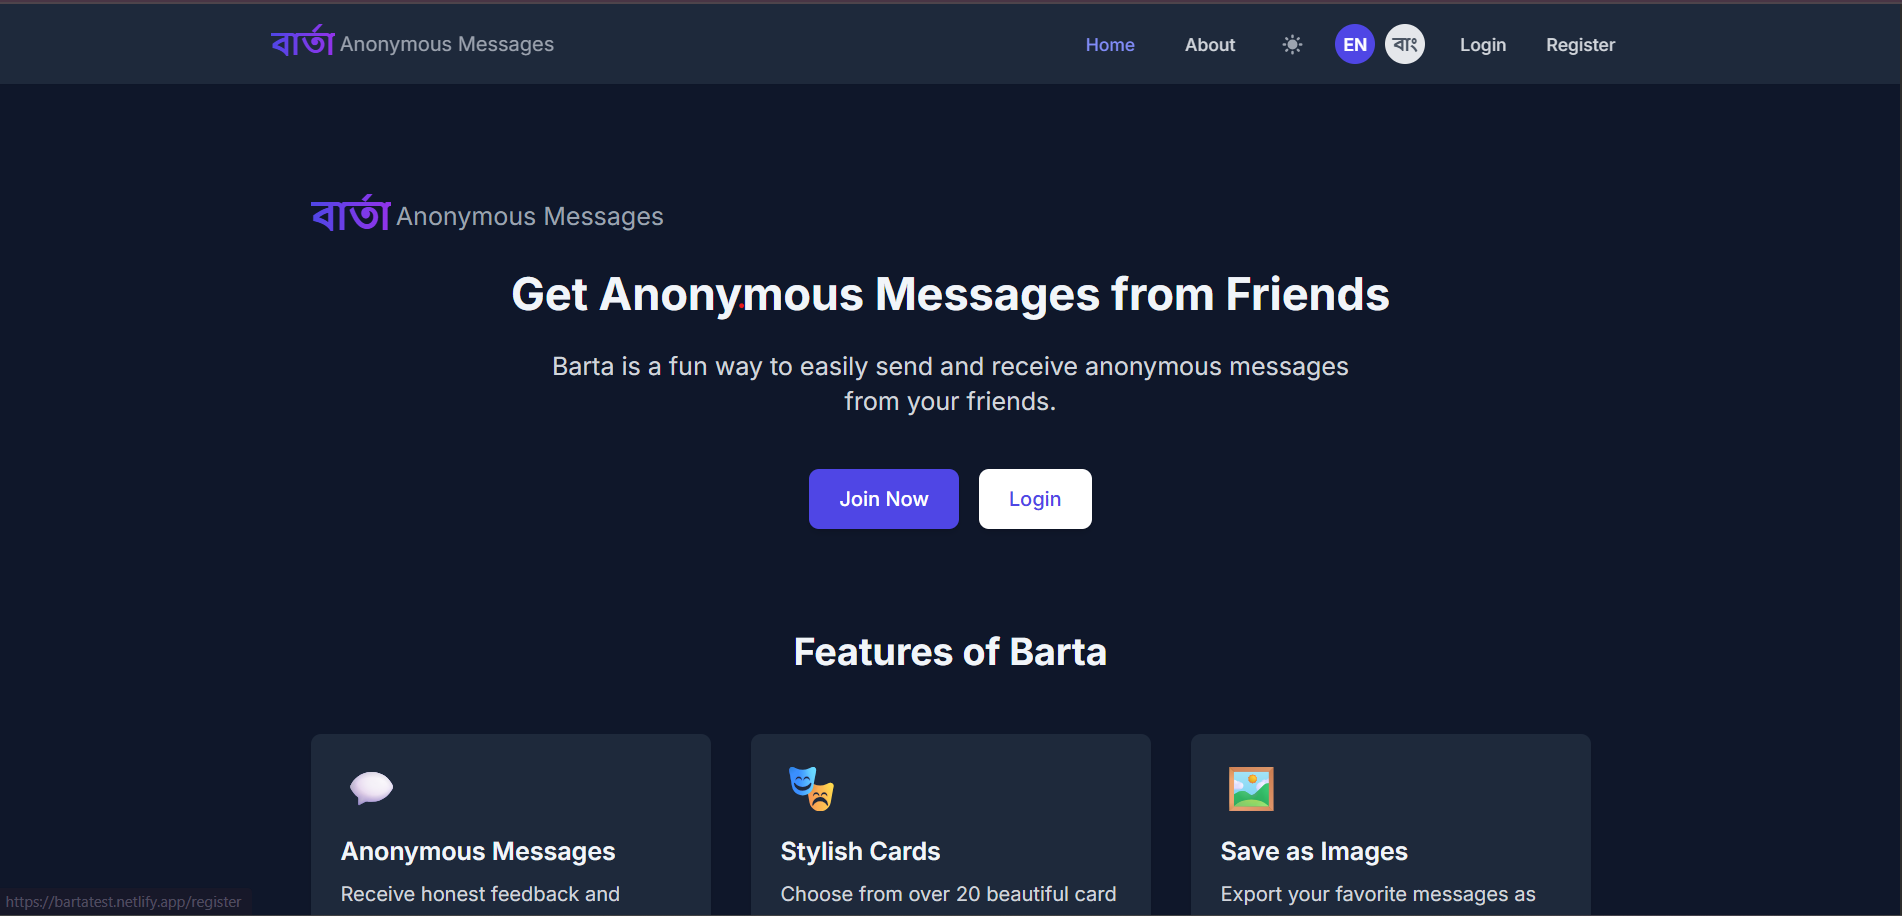 বার্তা Anonymous Messages
Home About EN বাং Login Register
বার্তা Anonymous Messages
Get Anonymous Messages from Friends
Barta is a fun way to easily send and receive anonymous messages
from your friends.
Join Now Login
Features of Barta
Anonymous Messages
Receive honest feedback and
Stylish Cards
Choose from over 20 beautiful card
Save as Images
Export your favorite messages as
https://bartatest.netlify.app/register